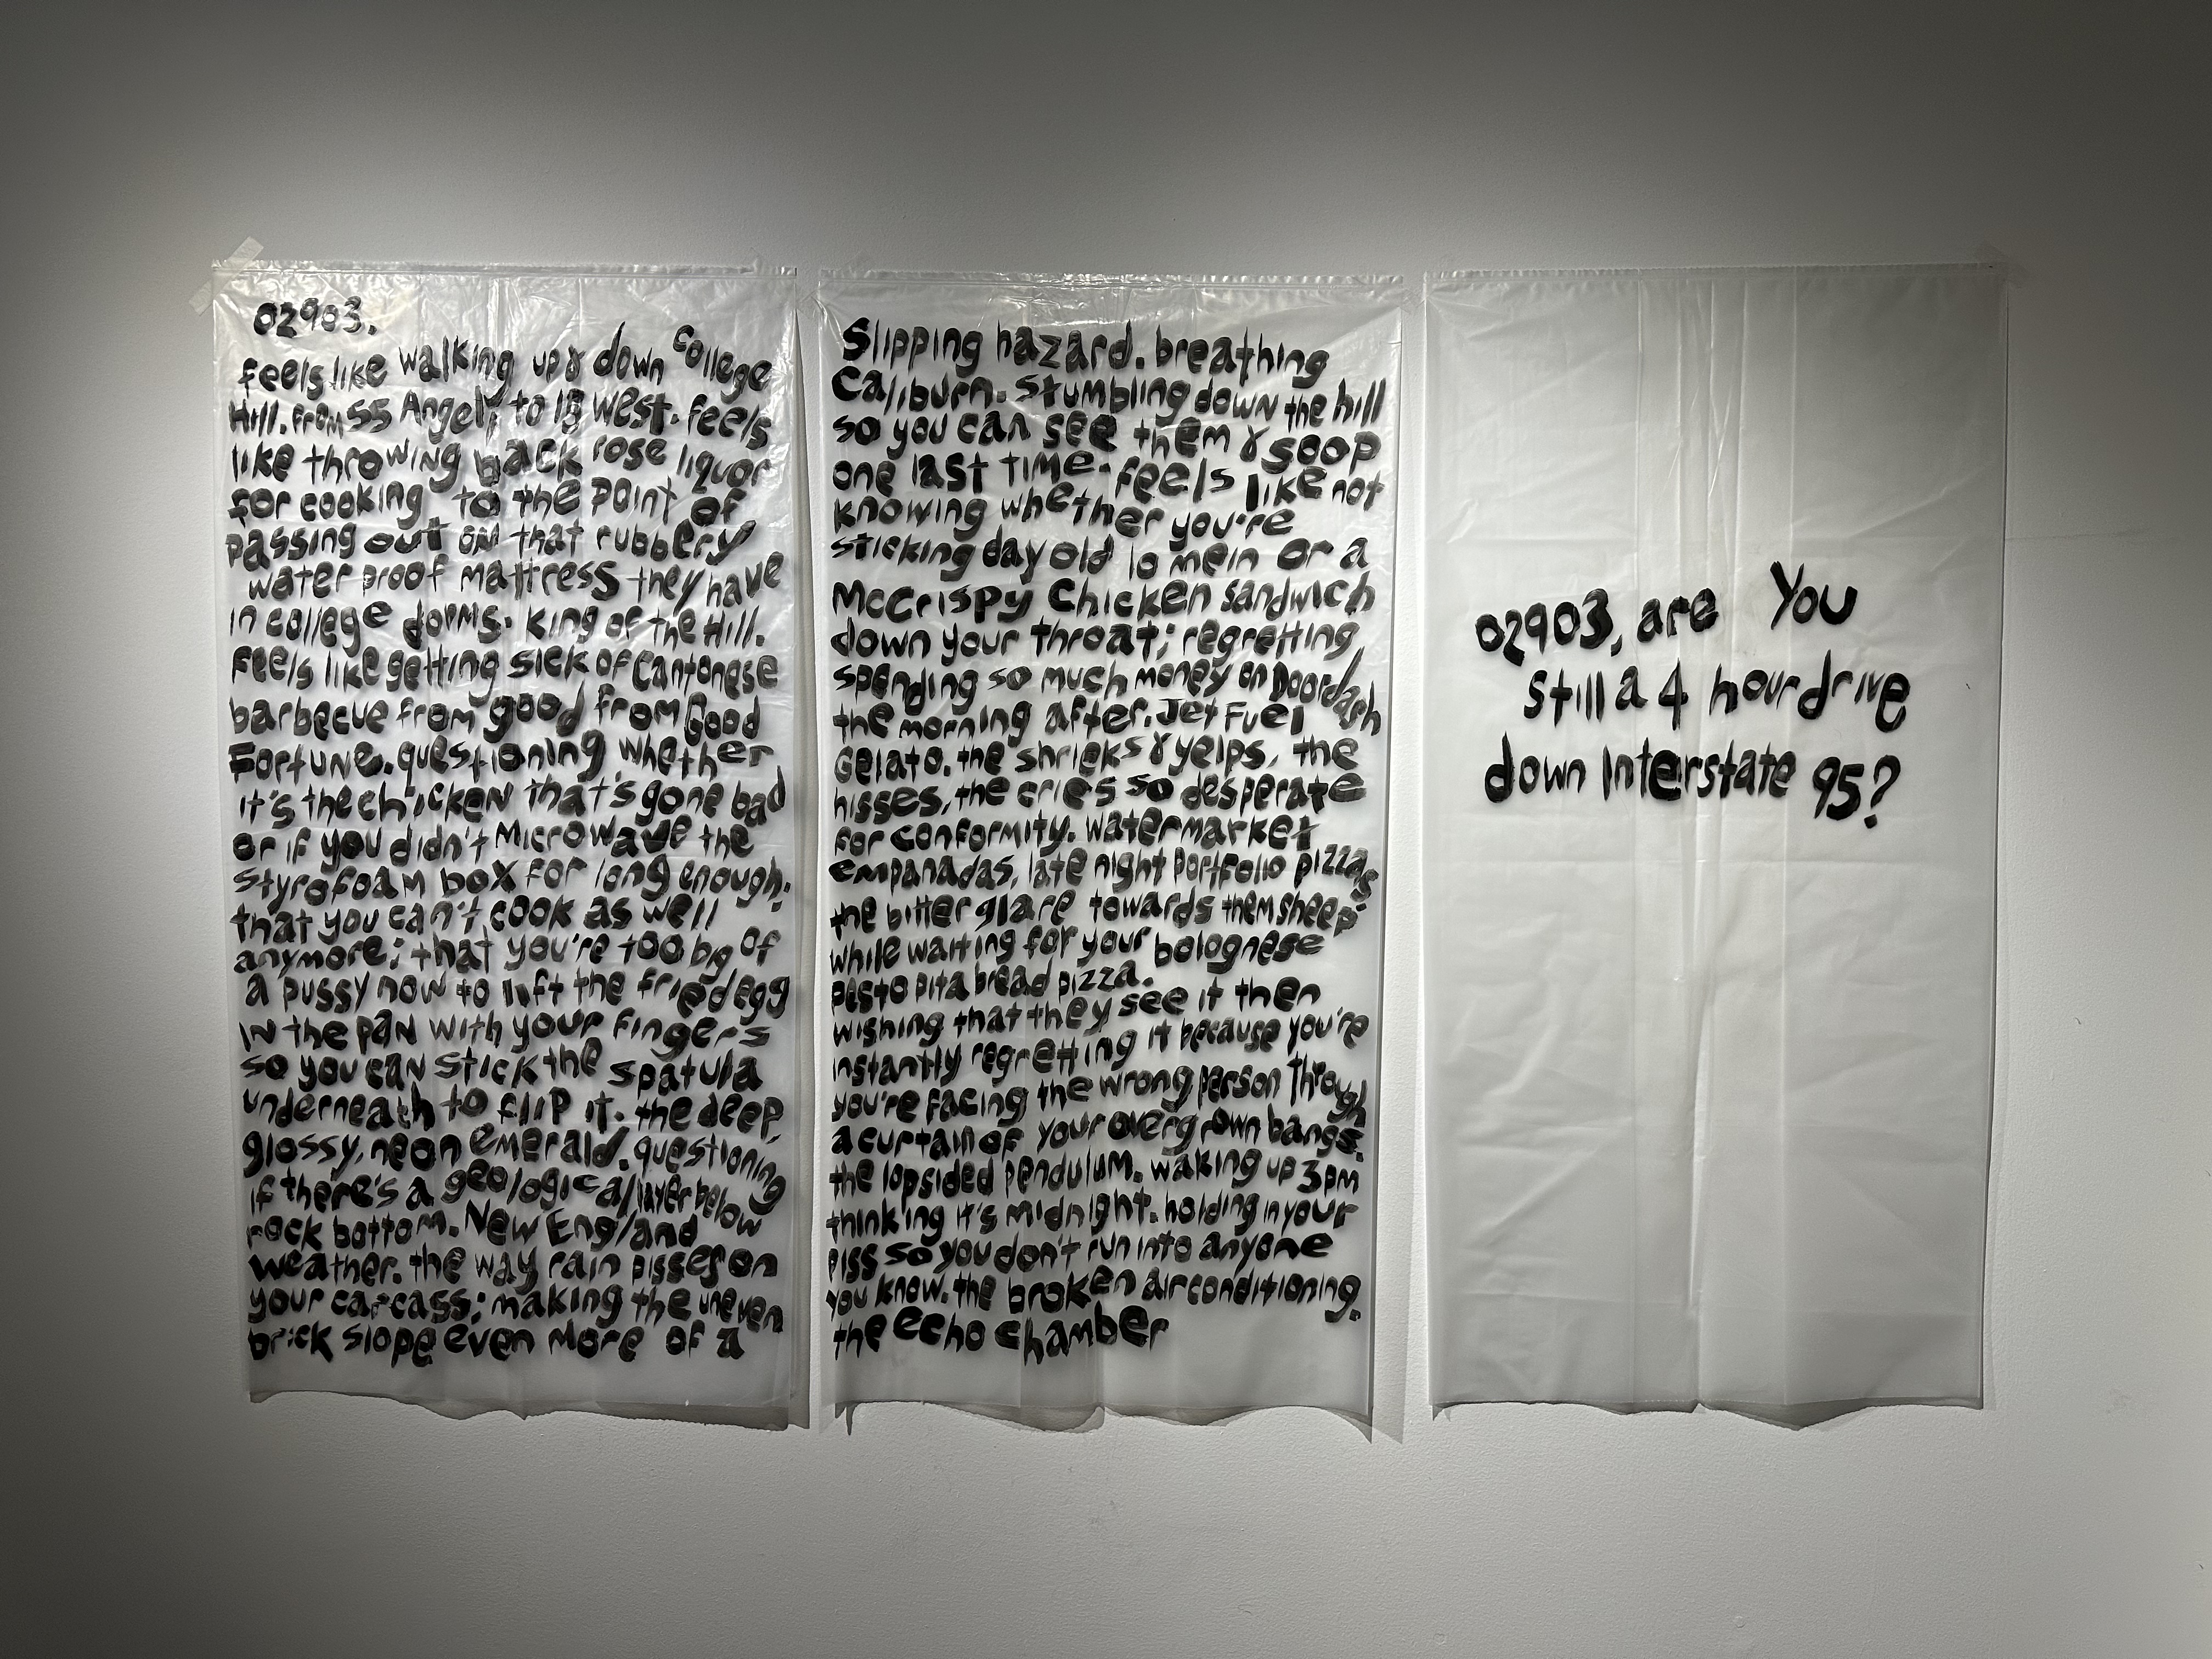 02903.
feels like walking up & down College
Hill. from 55 Angell to 18 West. feels
like throwing back rose liquor
for cooking to the point of
passing out on that rubbery
water proof mattress they have
in college dorms. King of the Hill.
Feels like getting sick of Cantonese
barbecue from good from Good
Fortune. questioning whether
it's the chicken that's gone bad
or if you didn't Microwave the
styrofoam box for long enough.
that you can't cook as well
anymore; that you're too big of
a pussy now to lift the fried egg
in the pan with your fingers
so you can stick the spatula
underneath to flip it. the deep,
glossy, neon emerald. questioning
if there's a geological layer below
rock bottom. New England
weather. the way rain pisses on
your carcass; making the uneven
brick slope even more of a
Slipping hazard. breathing
Caliburn. Stumbling down the hill
so you can see them & soop
one last time. feels like not
knowing whether you're
sticking day old lo mein or a
McCrispy Chicken sandwich
down your throat; regretting
spending so much money on Doordash
the morning after. Jet Fuel
Gelato. the shrieks & yelps, the
hisses, the cries so desperate
for conformity. watermarket
empanadas, late night Portfolio pizzas,
the bitter glare towards them sheep
while waiting for your bolognese
pesto pita bread pizza.
wishing that they see it then
instantly regretting it because you're
you're facing the wrong person through
a curtain of your overgrown bangs.
the lopsided pendulum. waking up 3pm
thinking it's midnight. holding in your
piss so you don't run into anyone
you know. the broken air conditioning.
the echo chamber
02903, are You
still a 4 hour drive
down Interstate 95?